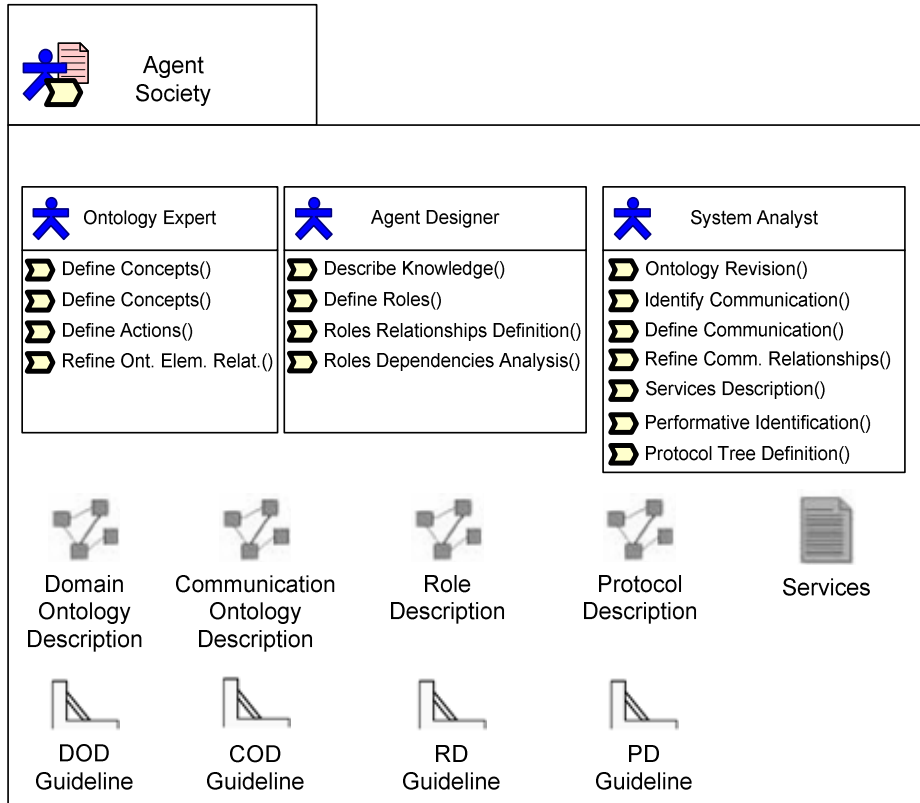 Agent
Society
Ontology Expert
Define Concepts()
Define Concepts()
Define Actions()
Refine Ont. Elem. Relat.()
Agent Designer
Describe Knowledge()
Define Roles()
Roles Relationships Definition()
Roles Dependencies Analysis()
System Analyst
Ontology Revision()
Identify Communication()
Define Communication()
Refine Comm. Relationships()
Services Description()
Performative Identification()
Protocol Tree Definition()
Domain
Ontology
Description
Communication
Ontology
Description
Role
Description
Protocol
Description
Services
DOD
Guideline
COD
Guideline
RD
Guideline
PD
Guideline